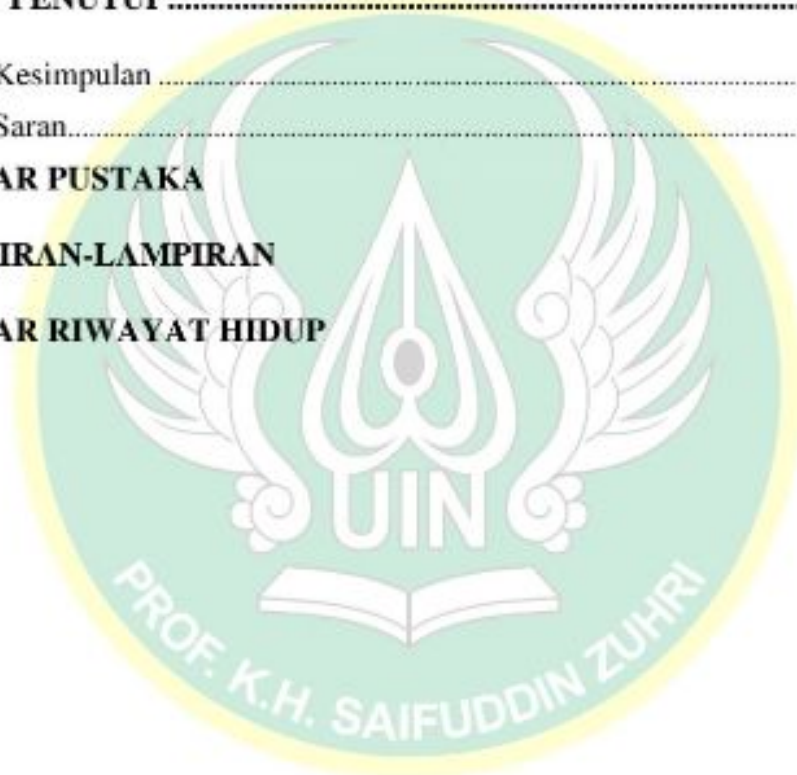 PENUTUP ........................................................................
Kesimpulan ........................................................................
Saran........................................................................
AR PUSTAKA
IRAN-LAMPIRAN
AR RIWAYAT HIDUP
UIN
PROF. K.H. SAIFUDDIN ZUHRI